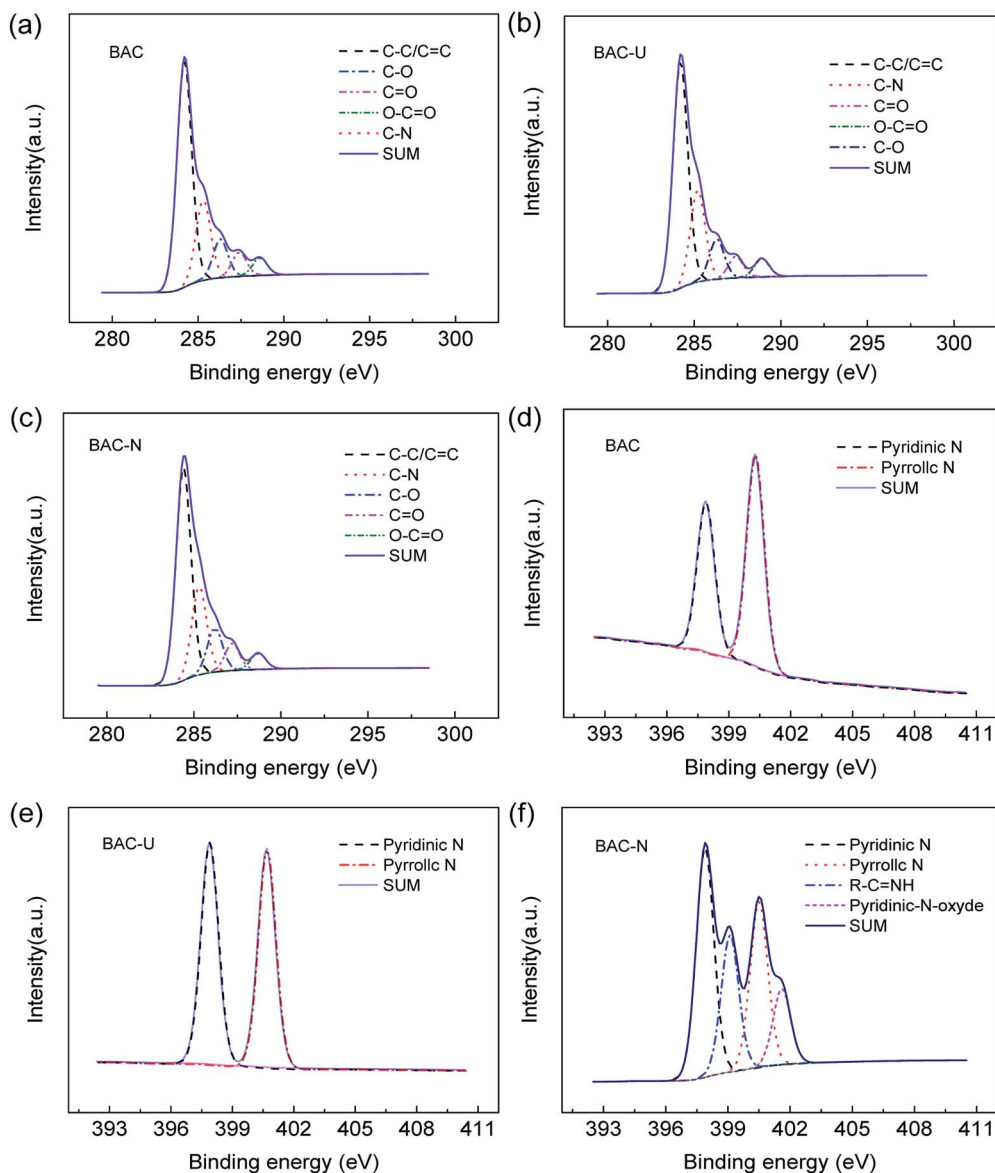 (a)
BAC
C-C/C=C
C-O
C=O
O-C=O
C-N
SUM
Intensity(a.u.)
280 285 290 295 300
Binding energy (eV)
(b)
BAC-U
C-C/C=C
C-N
C=O
O-C=O
C-O
SUM
Intensity(a.u.)
280 285 290 295 300
Binding energy (eV)
(c)
BAC-N
C-C/C=C
C-N
C-O
C=O
O-C=O
SUM
Intensity(a.u.)
280 285 290 295 300
Binding energy (eV)
(d)
BAC
Pyridinic N
Pyrrollc N
SUM
Intensity(a.u.)
393 396 399 402 405 408 411
Binding energy (eV)
(e)
BAC-U
Pyridinic N
Pyrrollc N
SUM
Intensity(a.u.)
393 396 399 402 405 408 411
Binding energy (eV)
(f)
BAC-N
Pyridinic N
Pyrrollc N
R-C=NH
Pyridinic-N-oxyde
SUM
Intensity(a.u.)
393 396 399 402 405 408 411
Binding energy (eV)